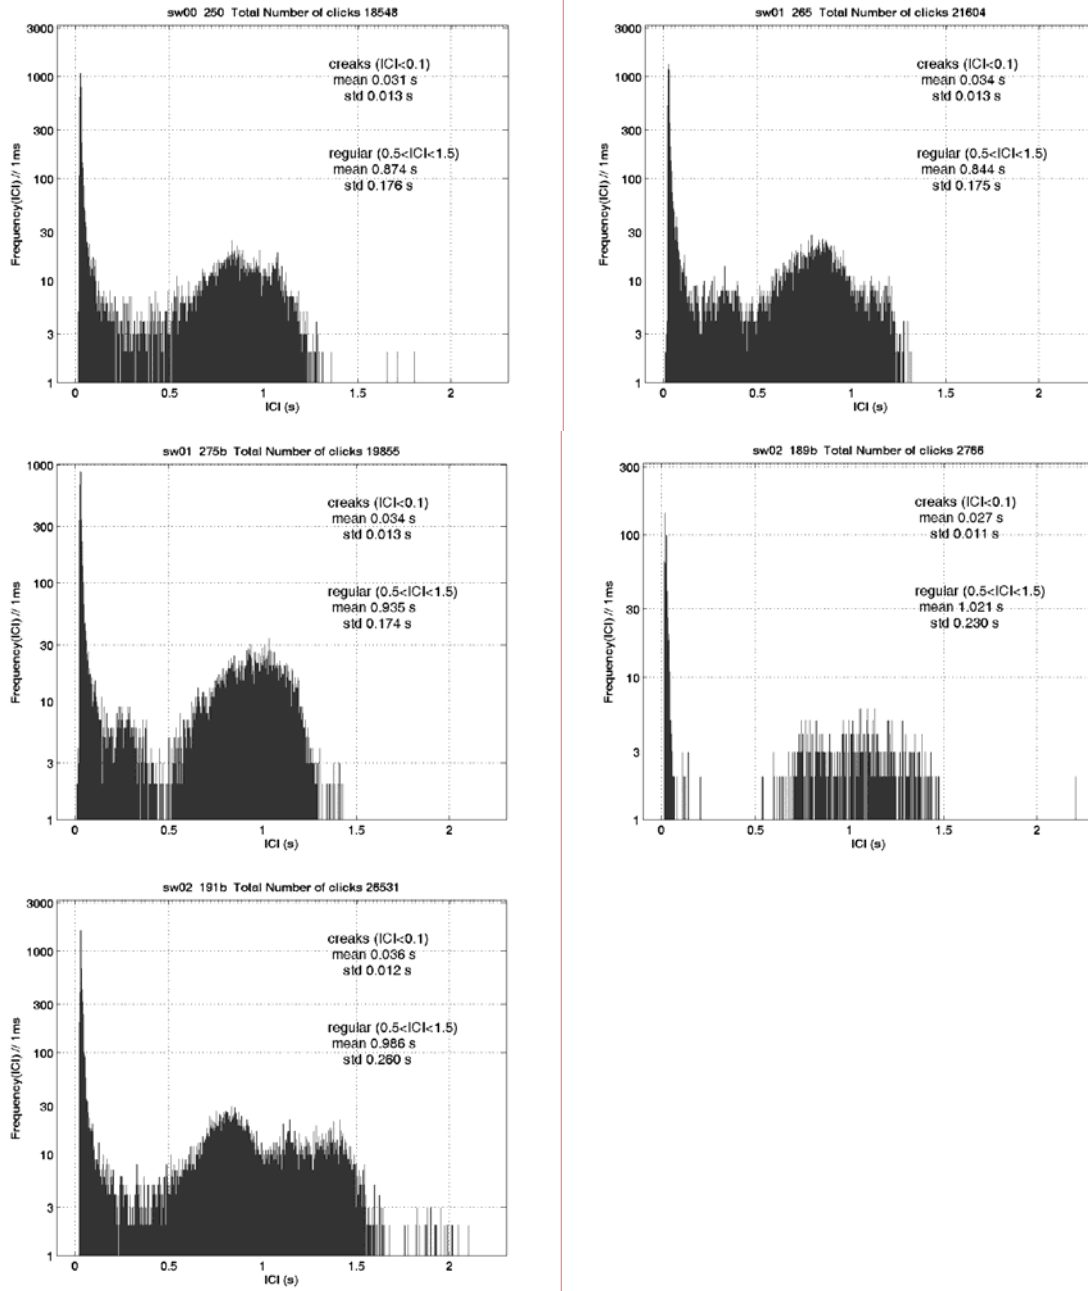 sw00 250 Total Number of clicks 18548
3000
1000
300
100
30
10
3
1
Frequency(ICI) // 1ms
creaks (ICI<0.1)
mean 0.031 s
std 0.013 s
regular (0.5<ICI<1.5)
mean 0.874 s
std 0.176 s
0 0.5 1 1.5 2
ICI (s)
sw01 265 Total Number of clicks 21604
3000
1000
300
100
30
10
3
1
Frequency(ICI) // 1ms
creaks (ICI<0.1)
mean 0.034 s
std 0.013 s
regular (0.5<ICI<1.5)
mean 0.844 s
std 0.175 s
0 0.5 1 1.5 2
ICI (s)
sw01 275b Total Number of clicks 19855
1000
300
100
30
10
3
1
Frequency(ICI) // 1ms
creaks (ICI<0.1)
mean 0.034 s
std 0.013 s
regular (0.5<ICI<1.5)
mean 0.935 s
std 0.174 s
0 0.5 1 1.5 2
ICI (s)
sw02 189b Total Number of clicks 2766
300
100
30
10
3
1
Frequency(ICI) // 1ms
creaks (ICI<0.1)
mean 0.027 s
std 0.011 s
regular (0.5<ICI<1.5)
mean 1.021 s
std 0.230 s
0 0.5 1 1.5 2
ICI (s)
sw02 191b Total Number of clicks 26531
3000
1000
300
100
30
10
3
1
Frequency(ICI) // 1ms
creaks (ICI<0.1)
mean 0.036 s
std 0.012 s
regular (0.5<ICI<1.5)
mean 0.986 s
std 0.260 s
0 0.5 1 1.5 2
ICI (s)